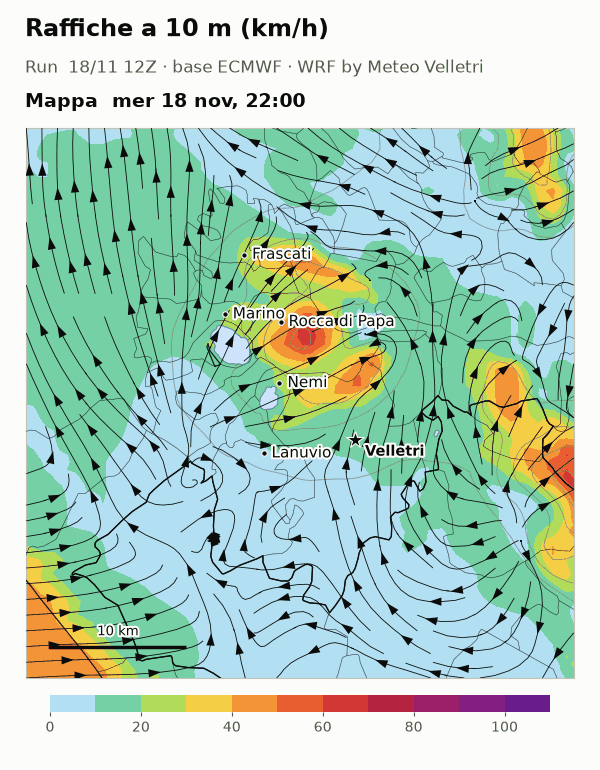 Raffiche a 10 m (km/h)
Run  18/11 12Z · base ECMWF · WRF by Meteo Velletri
Mappa  mer 18 nov, 22:00
Frascati
Marino
Rocca di Papa
Nemi
Velletri
Lanuvio
10 km
0 20 40 60 80 100